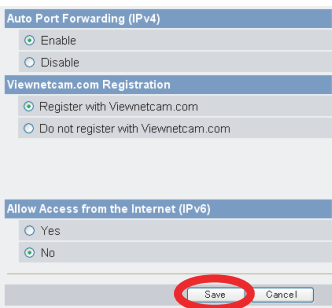 Auto Port Forwarding (IPv4)
Enable
Disable
Viewnetcam.com Registration
Register with Viewnetcam.com
Do not register with Viewnetcam.com
Allow Access from the Internet (IPv6)
Yes
No
Save Cancel